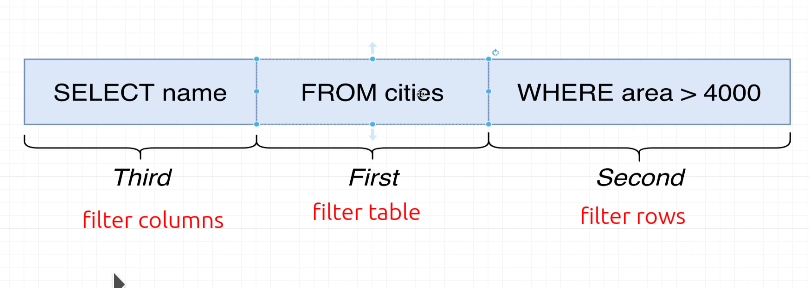 SELECT name FROM cities WHERE area > 4000
Third First Second
filter columns filter table filter rows